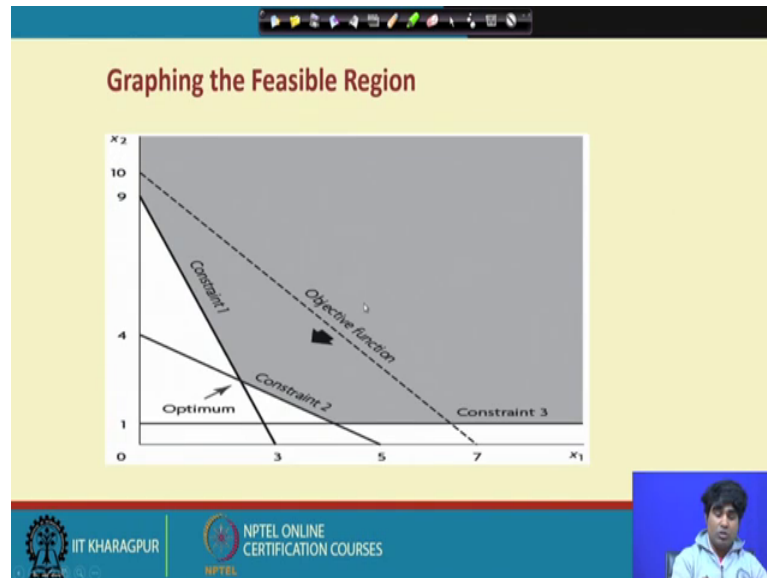 Graphing the Feasible Region
x2
10
9
4
1
0
Constraint 1
Objective function
Constraint 2
Optimum
Constraint 3
3
5
7
x1
IIT KHARAGPUR
NPTEL ONLINE
CERTIFICATION COURSES
NPTEL